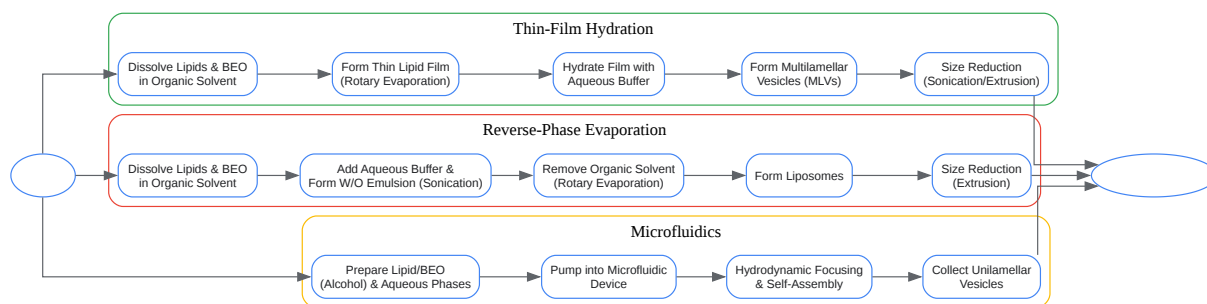 Thin-Film Hydration
Dissolve Lipids & BEO
in Organic Solvent
Form Thin Lipid Film
(Rotary Evaporation)
Hydrate Film with
Aqueous Buffer
Form Multilamellar
Vesicles (MLVs)
Size Reduction
(Sonication/Extrusion)
Reverse-Phase Evaporation
Dissolve Lipids & BEO
in Organic Solvent
Add Aqueous Buffer &
Form W/O Emulsion (Sonication)
Remove Organic Solvent
(Rotary Evaporation)
Form Liposomes
Size Reduction
(Extrusion)
Microfluidics
Prepare Lipid/BEO
(Alcohol) & Aqueous Phases
Pump into Microfluidic
Device
Hydrodynamic Focusing
& Self-Assembly
Collect Unilamellar
Vesicles